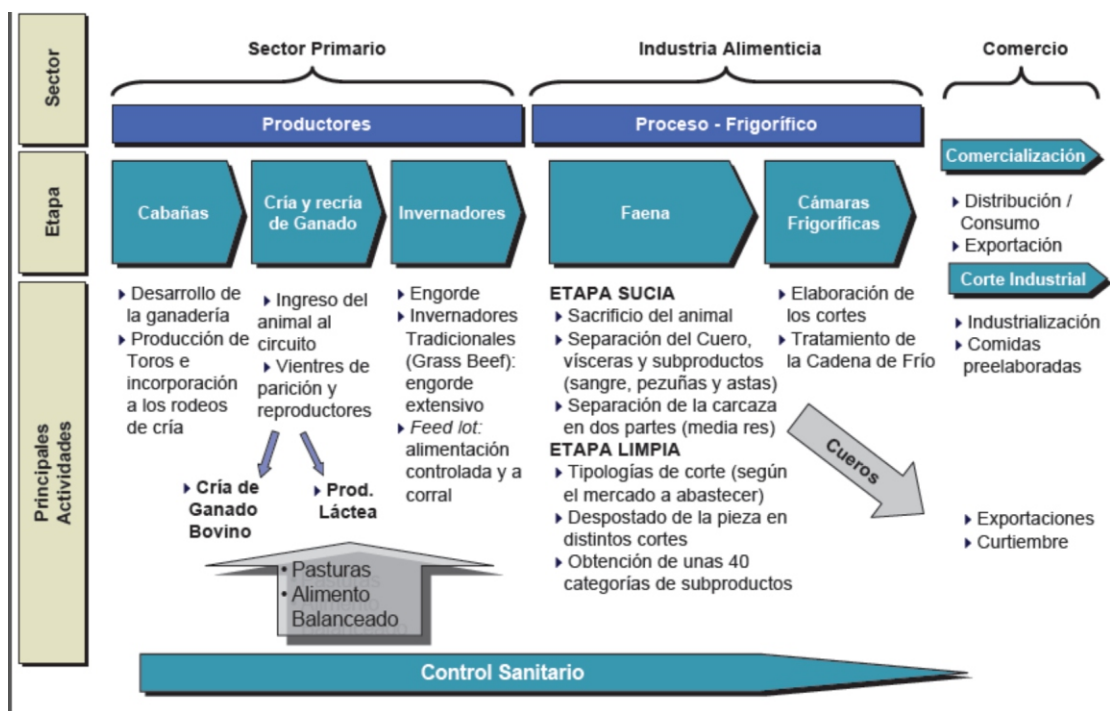 Sector
Sector Primario
Industria Alimenticia
Comercio
Productores
Proceso - Frigorífico
Etapa
Cabañas
Cría y recría
de Ganado
Invernadores
Faena
Cámaras
Frigoríficas
Comercialización
Distribución /
Consumo
Exportación
Corte Industrial
Industrialización
Comidas
preelaboradas
Principales
Actividades
Desarrollo de
la ganadería
Producción de
Toros e
incorporación
a los rodeos
de cría
Ingreso del
animal al
circuito
Vientres de
parición y
reproductores
Cría de
Ganado
Bovino
Prod.
Láctea
Engorde
Invernadores
Tradicionales
(Grass Beef):
engorde
extensivo
Feed lot:
alimentación
controlada y a
corral
ETAPA SUCIA
Sacrificio del animal
Separación del Cuero,
vísceras y subproductos
(sangre, pezuñas y astas)
Separación de la carcaza
en dos partes (media res)
ETAPA LIMPIA
Tipologías de corte (según
el mercado a abastecer)
Despostado de la pieza en
distintos cortes
Obtención de unas 40
categorías de subproductos
Elaboración de
los cortes
Tratamiento de
la Cadena de Frío
Cueros
Exportaciones
Curtiembre
• Pasturas
• Alimento
Balanceado
Control Sanitario